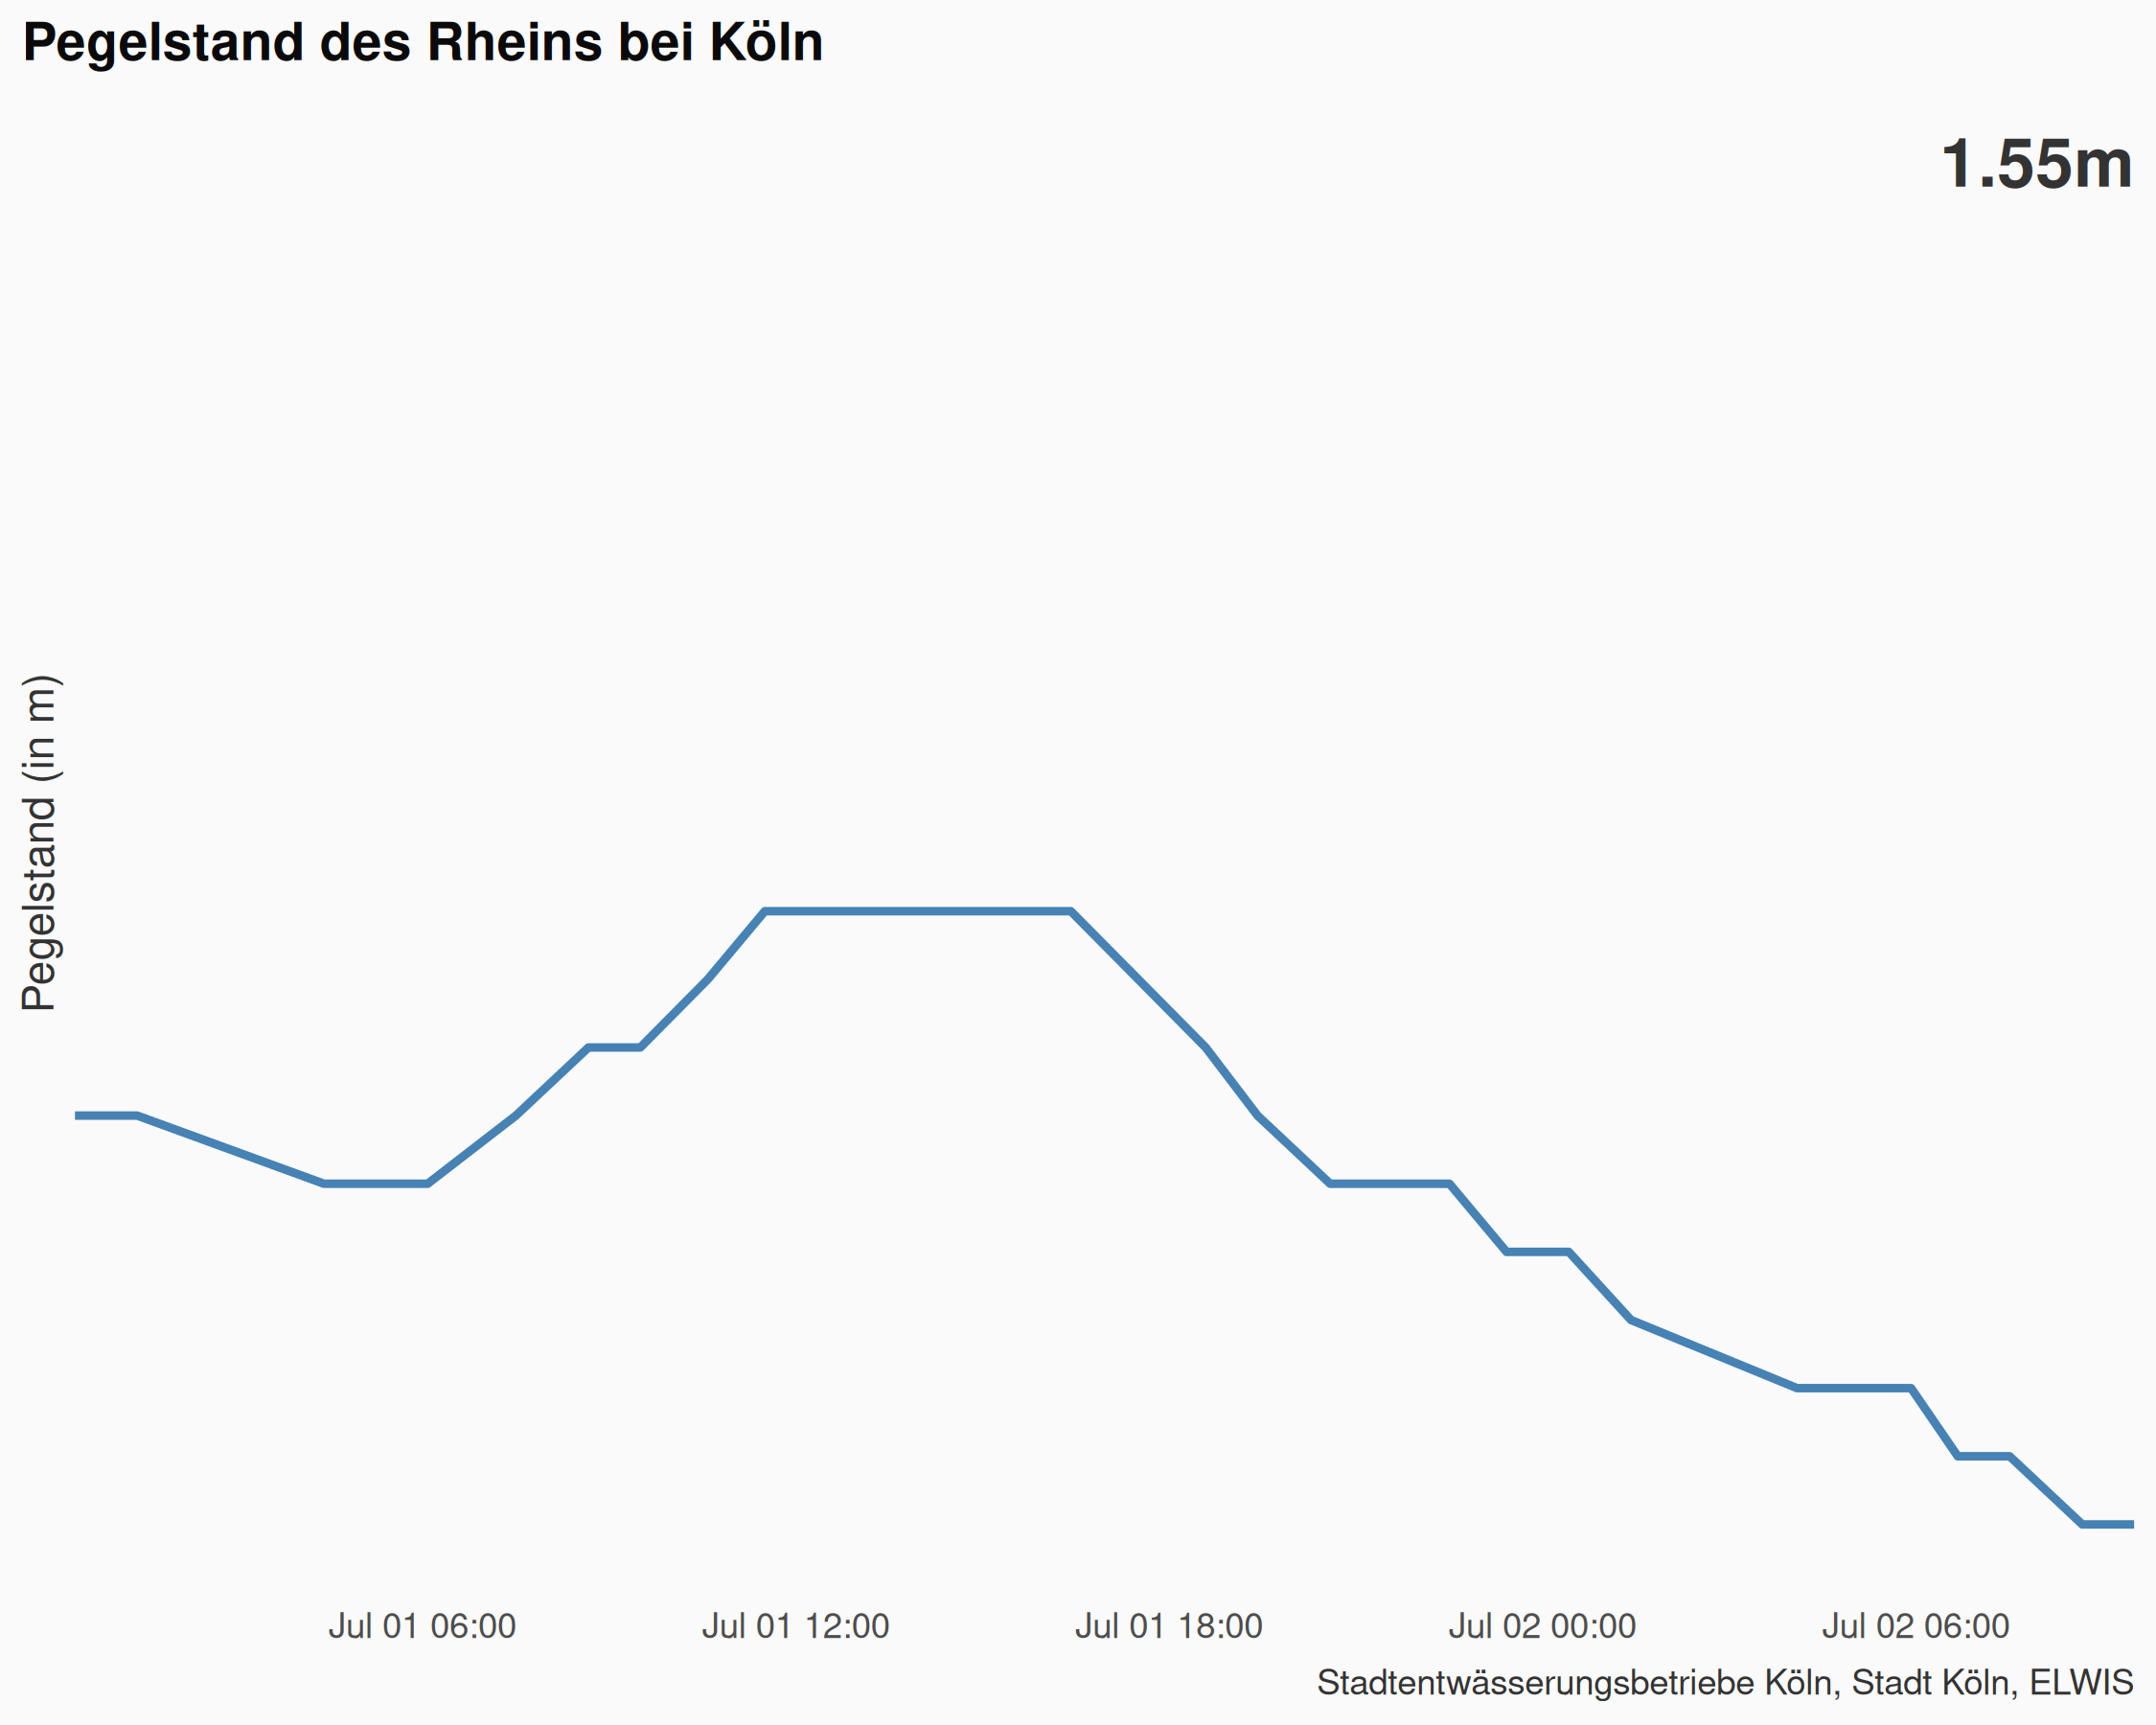 Pegelstand des Rheins bei Köln
1.55m
Pegelstand (in m)
Jul 01 06:00 Jul 01 12:00 Jul 01 18:00 Jul 02 00:00 Jul 02 06:00
Stadtentwässerungsbetriebe Köln, Stadt Köln, ELWIS